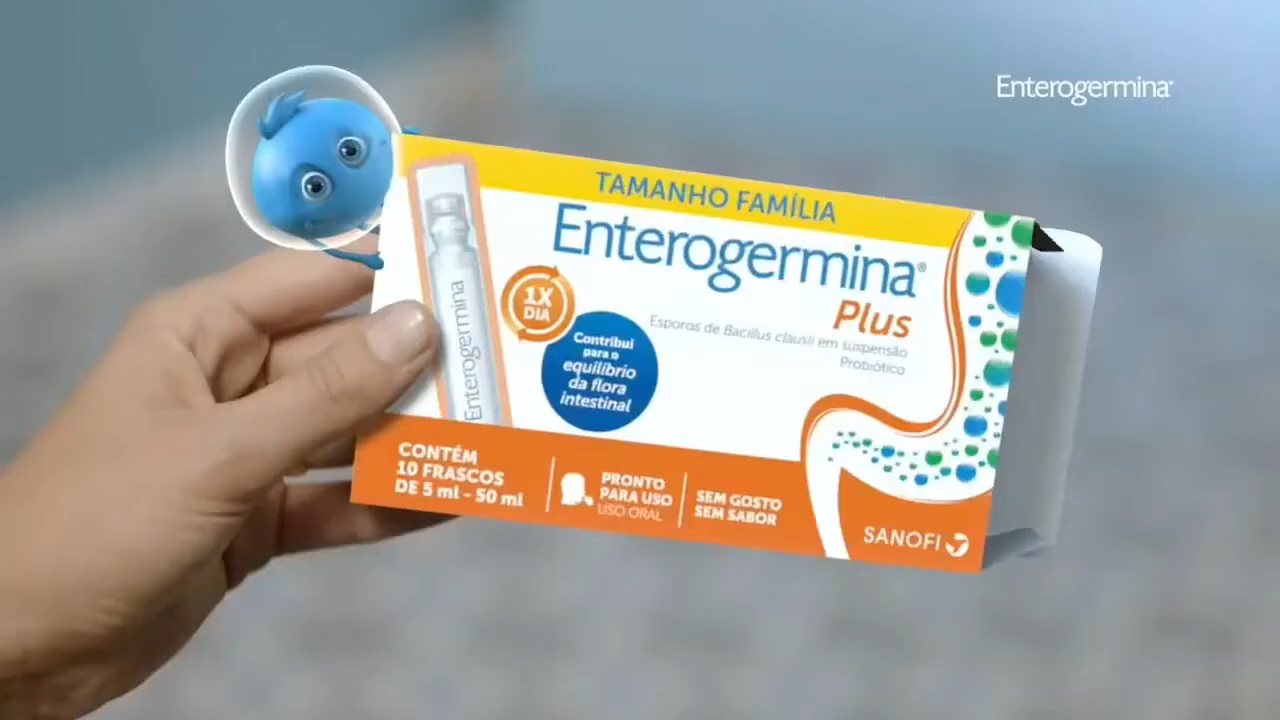 Enterogermina®
TAMANHO FAMÍLIA
Enterogermina®
Plus
Esporos de Bacillus clausii em suspensão
Probiótico
1X
DIA
Contribui
para o
equilíbrio
da flora
intestinal
Enterogermina
CONTÉM
10 FRASCOS
DE 5 ml - 50 ml
PRONTO
PARA USO
USO ORAL
SEM GOSTO
SEM SABOR
SANOFI